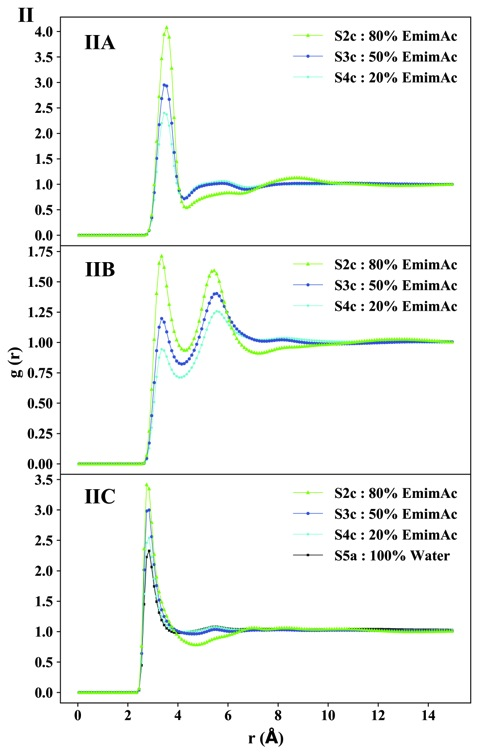 II
IIA
S2c : 80% EmimAc
S3c : 50% EmimAc
S4c : 20% EmimAc
4.0
3.5
3.0
2.5
2.0
1.5
1.0
0.5
0.0
IIB
S2c : 80% EmimAc
S3c : 50% EmimAc
S4c : 20% EmimAc
1.75
1.50
1.25
1.00
0.75
0.50
0.25
0.00
g (r)
IIC
S2c : 80% EmimAc
S3c : 50% EmimAc
S4c : 20% EmimAc
S5a : 100% Water
3.5
3.0
2.5
2.0
1.5
1.0
0.5
0.0
0 2 4 6 8 10 12 14
r (Å)